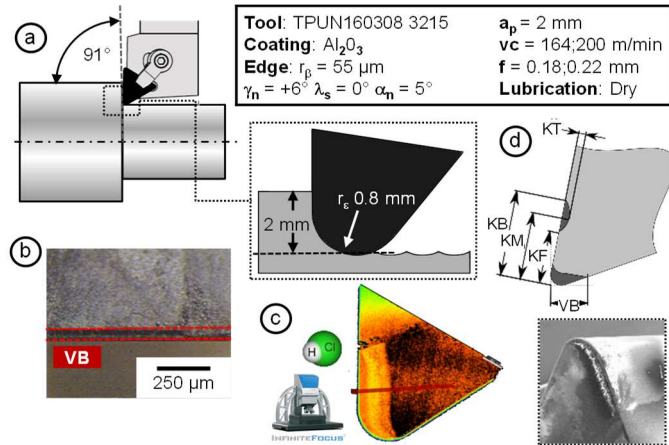 a
91°
Tool: TPUN160308 3215
Coating: Al₂O₃
Edge: rᵦ = 55 µm
γₙ = +6° λₛ = 0° αₙ = 5°
aₚ = 2 mm
vc = 164;200 m/min
f = 0.18;0.22 mm
Lubrication: Dry
2 mm
r_ε 0.8 mm
d
KT
KB
KM
KF
VB
b
VB
250 µm
c
H
Cl
INFINITEFOCUS